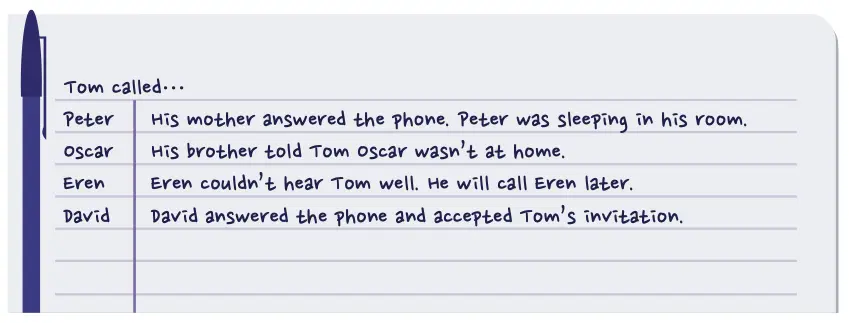 Tom called...
Peter His mother answered the phone. Peter was sleeping in his room.
Oscar His brother told Tom Oscar wasn't at home.
Eren Eren couldn't hear Tom well. He will call Eren later.
David David answered the phone and accepted Tom's invitation.